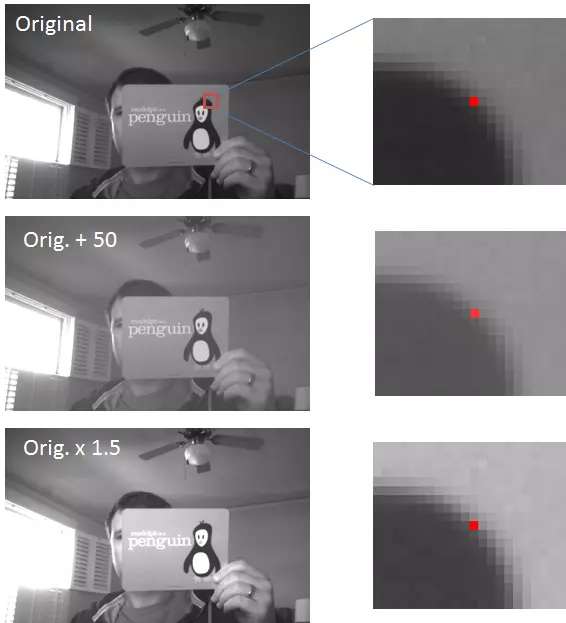 Original
penguin
Orig. + 50
penguin
Orig. x 1.5
penguin